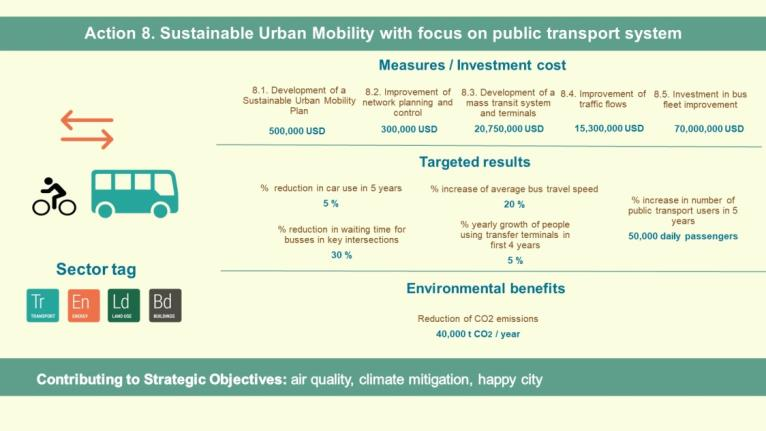 Action 8. Sustainable Urban Mobility with focus on public transport system
Measures / Investment cost
8.1. Development of a
Sustainable Urban Mobility
Plan
500,000 USD
8.2. Improvement of
network planning and
control
300,000 USD
8.3. Development of a
mass transit system
and terminals
20,750,000 USD
8.4. Improvement of
traffic flows
15,300,000 USD
8.5. Investment in bus
fleet improvement
70,000,000 USD
Targeted results
% reduction in car use in 5 years
5 %
% increase of average bus travel speed
20 %
% increase in number of
public transport users in 5
years
50,000 daily passengers
% reduction in waiting time for
busses in key intersections
30 %
% yearly growth of people
using transfer terminals in
first 4 years
5 %
Sector tag
Tr
TRANSPORT
En
ENERGY
Ld
LAND USE
Bd
BUILDINGS
Environmental benefits
Reduction of CO2 emissions
40,000 t CO2 / year
Contributing to Strategic Objectives: air quality, climate mitigation, happy city